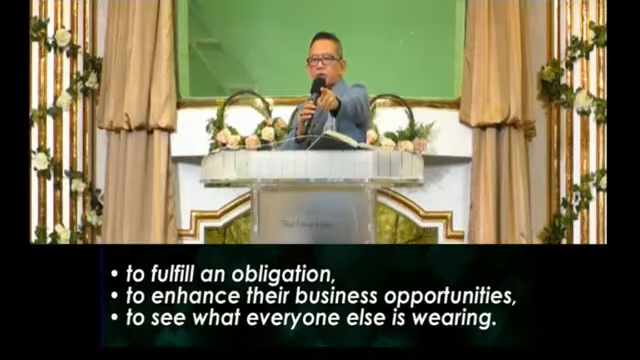 • to fulfill an obligation,
• to enhance their business opportunities,
• to see what everyone else is wearing.